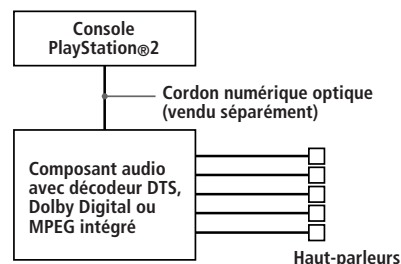 Console
PlayStation®2
Cordon numérique optique
(vendu séparément)
Composant audio
avec décodeur DTS,
Dolby Digital ou
MPEG intégré
Haut-parleurs